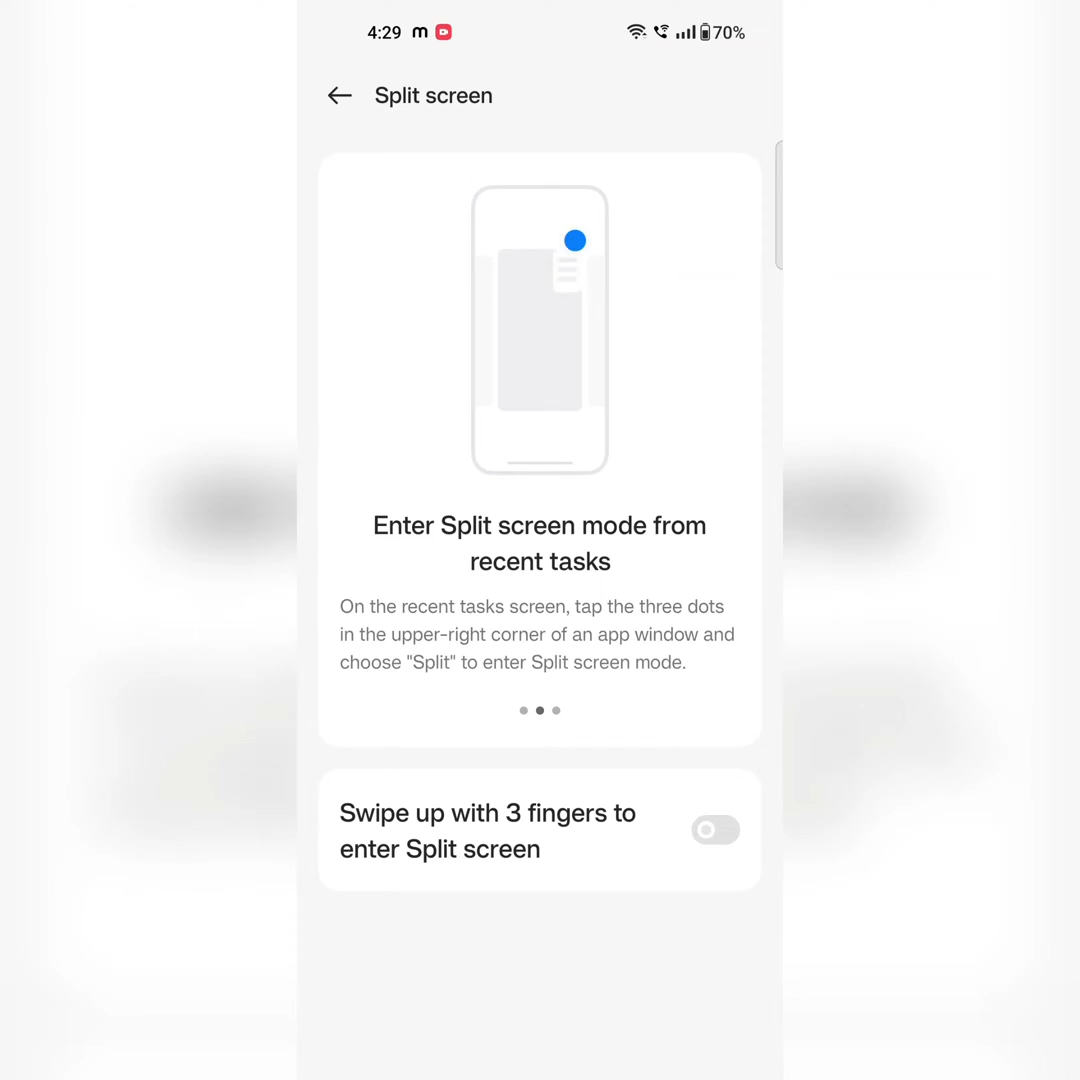 4:29 m 70%
Split screen
Enter Split screen mode from
recent tasks
On the recent tasks screen, tap the three dots
in the upper-right corner of an app window and
choose "Split" to enter Split screen mode.
Swipe up with 3 fingers to
enter Split screen